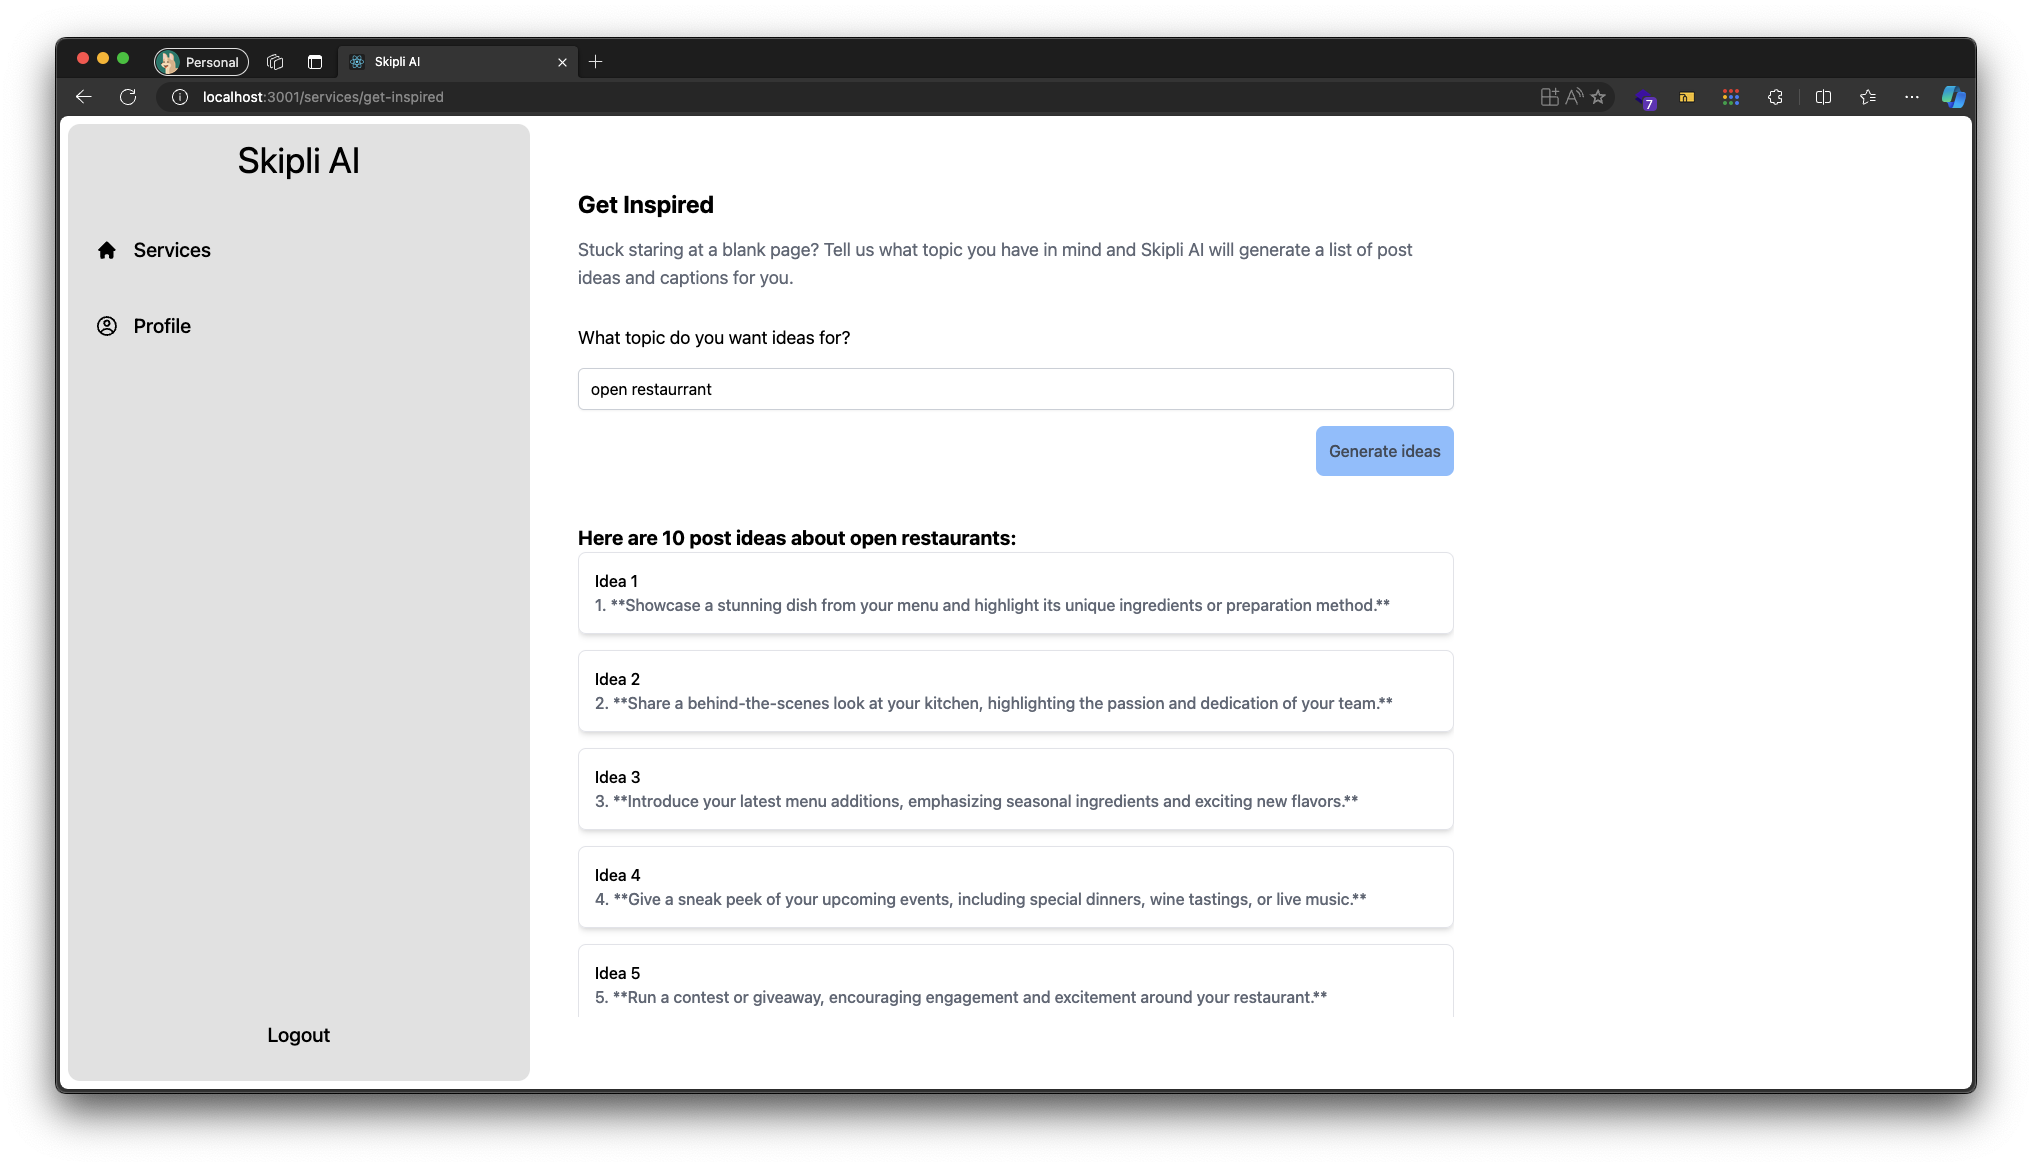 Personal
Skipli AI
localhost:3001/services/get-inspired
7
Skipli AI
Services
Profile
Logout
Get Inspired
Stuck staring at a blank page? Tell us what topic you have in mind and Skipli AI will generate a list of post
ideas and captions for you.
What topic do you want ideas for?
open restaurrant
Generate ideas
Here are 10 post ideas about open restaurants:
Idea 1
1. **Showcase a stunning dish from your menu and highlight its unique ingredients or preparation method.**
Idea 2
2. **Share a behind-the-scenes look at your kitchen, highlighting the passion and dedication of your team.**
Idea 3
3. **Introduce your latest menu additions, emphasizing seasonal ingredients and exciting new flavors.**
Idea 4
4. **Give a sneak peek of your upcoming events, including special dinners, wine tastings, or live music.**
Idea 5
5. **Run a contest or giveaway, encouraging engagement and excitement around your restaurant.**